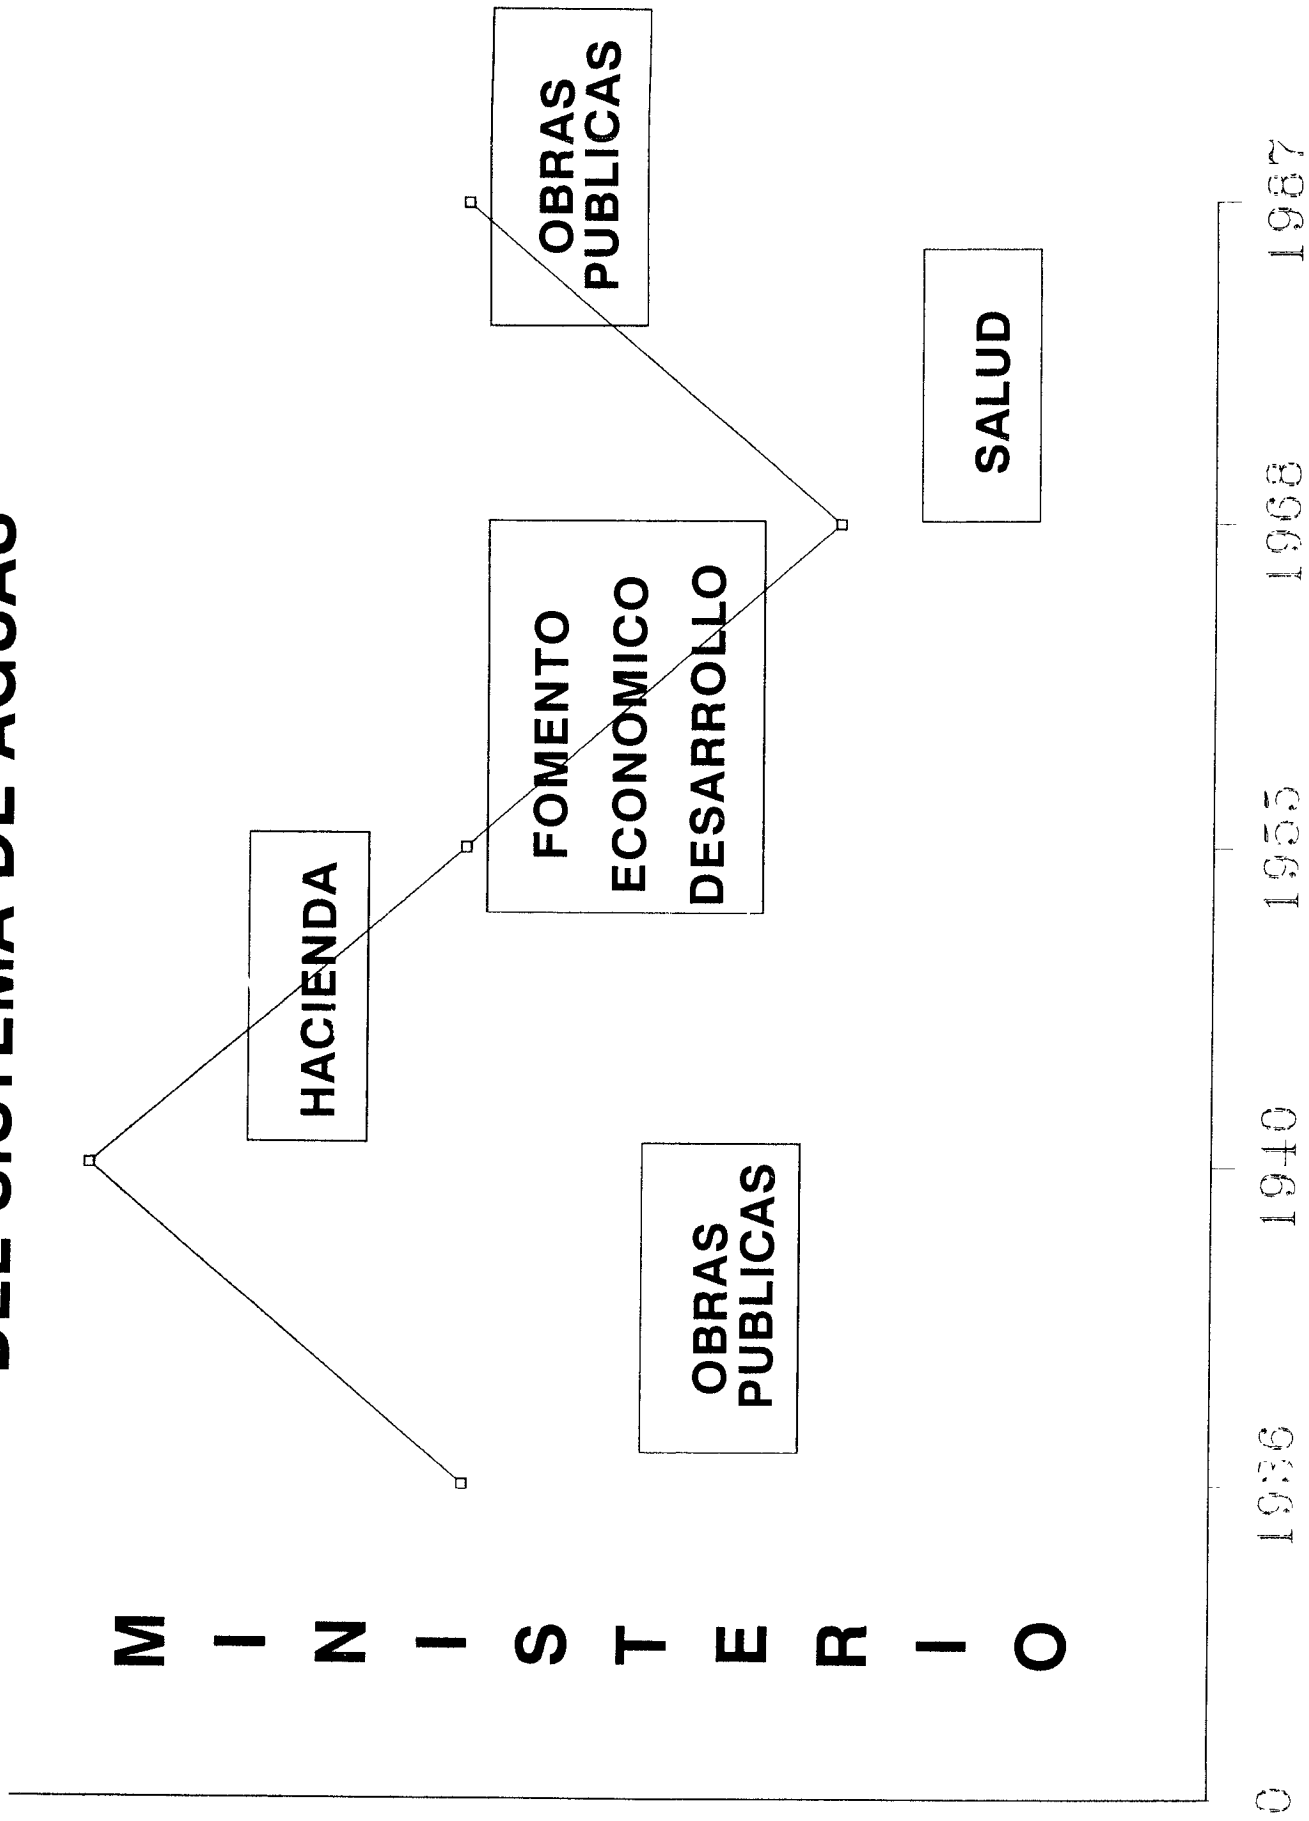 DEL SISTEMA DE AGUAS
M
I
N
I
S
T
E
R
I
O
HACIENDA
OBRAS
PUBLICAS
FOMENTO
ECONOMICO
DESARROLLO
OBRAS
PUBLICAS
SALUD
0 1936 1940 1955 1968 1987